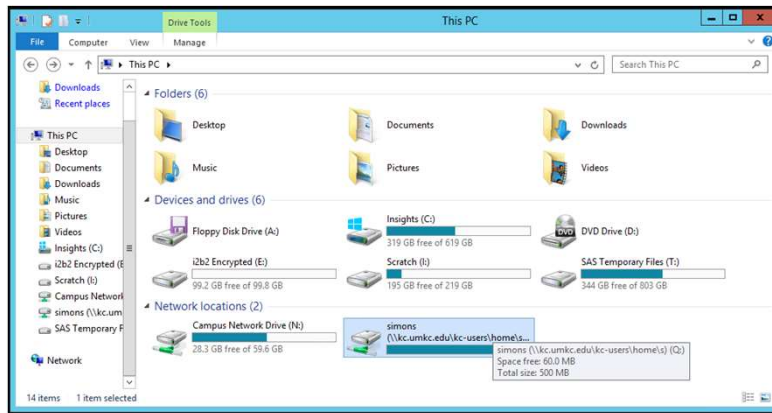 Drive Tools
This PC
File Computer View Manage
This PC
Search This PC
Downloads
Recent places
This PC
Desktop
Documents
Downloads
Music
Pictures
Videos
Insights (C:)
i2b2 Encrypted (E
Scratch (I:)
Campus Network
simons (\\kc.um
SAS Temporary F
Network
Folders (6)
Desktop Documents Downloads
Music Pictures Videos
Devices and drives (6)
Floppy Disk Drive (A:)
Insights (C:)
319 GB free of 619 GB
DVD Drive (D:)
i2b2 Encrypted (E:)
99.2 GB free of 99.8 GB
Scratch (I:)
195 GB free of 219 GB
SAS Temporary Files (T:)
344 GB free of 803 GB
Network locations (2)
Campus Network Drive (N:)
28.3 GB free of 59.6 GB
simons
(\\kc.umkc.edu\kc-users\home\s...
simons (\\kc.umkc.edu\kc-users\home\s) (Q:)
Space free: 60.0 MB
Total size: 500 MB
14 items 1 item selected